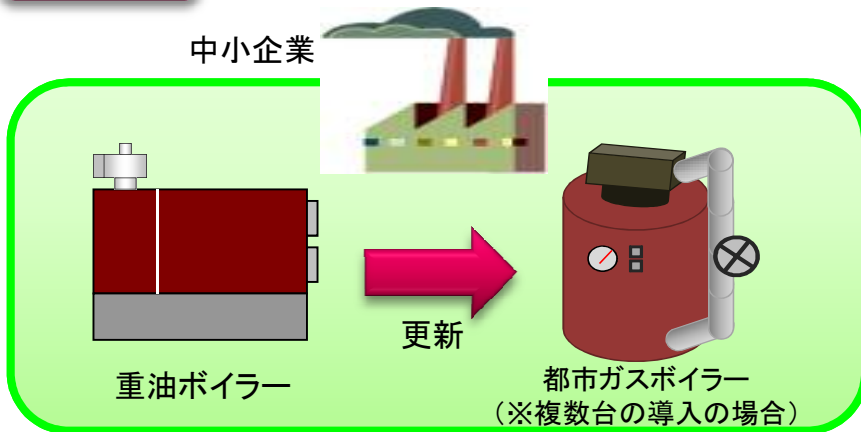 中小企業
更新
重油ボイラー
都市ガスボイラー
（※複数台の導入の場合）